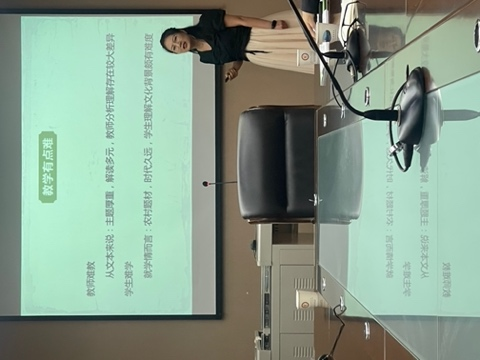 教学有点难
教师难教
从文本来说：主题厚重，解读多元，教师分析理解存在较大差异
学生难学
就学情而言：农村题材，时代久远，学生理解文化背景颇有难度